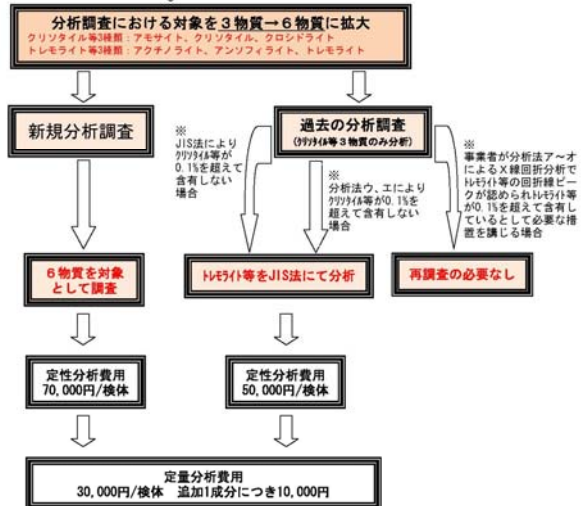 分析調査における対象を３物質→６物質に拡大
クリソタイル等3種類：アモサイト、クリソタイル、クロシドライト
トレモライト等3種類：アクチノライト、アンソフィライト、トレモライト
新規分析調査
過去の分析調査
(クリソタイル等３物質のみ分析)
※
JIS法により
クリソタイル等が
0.1%を超えて
含有しない
場合
※
分析法ウ、エにより
クリソタイル等が0.1%を
超えて含有しない
場合
※
事業者が分析法ア～オ
によるＸ線回折分析で
トレモライト等の回折線ピー
クが認められトレモライト等
が0.1%を超えて含有し
ているとして必要な措
置を講じる場合
６物質を対象
として調査
トレモライト等をJIS法にて分析
再調査の必要なし
定性分析費用
70,000円/検体
定性分析費用
50,000円/検体
定量分析費用
30,000円/検体　追加1成分につき10,000円